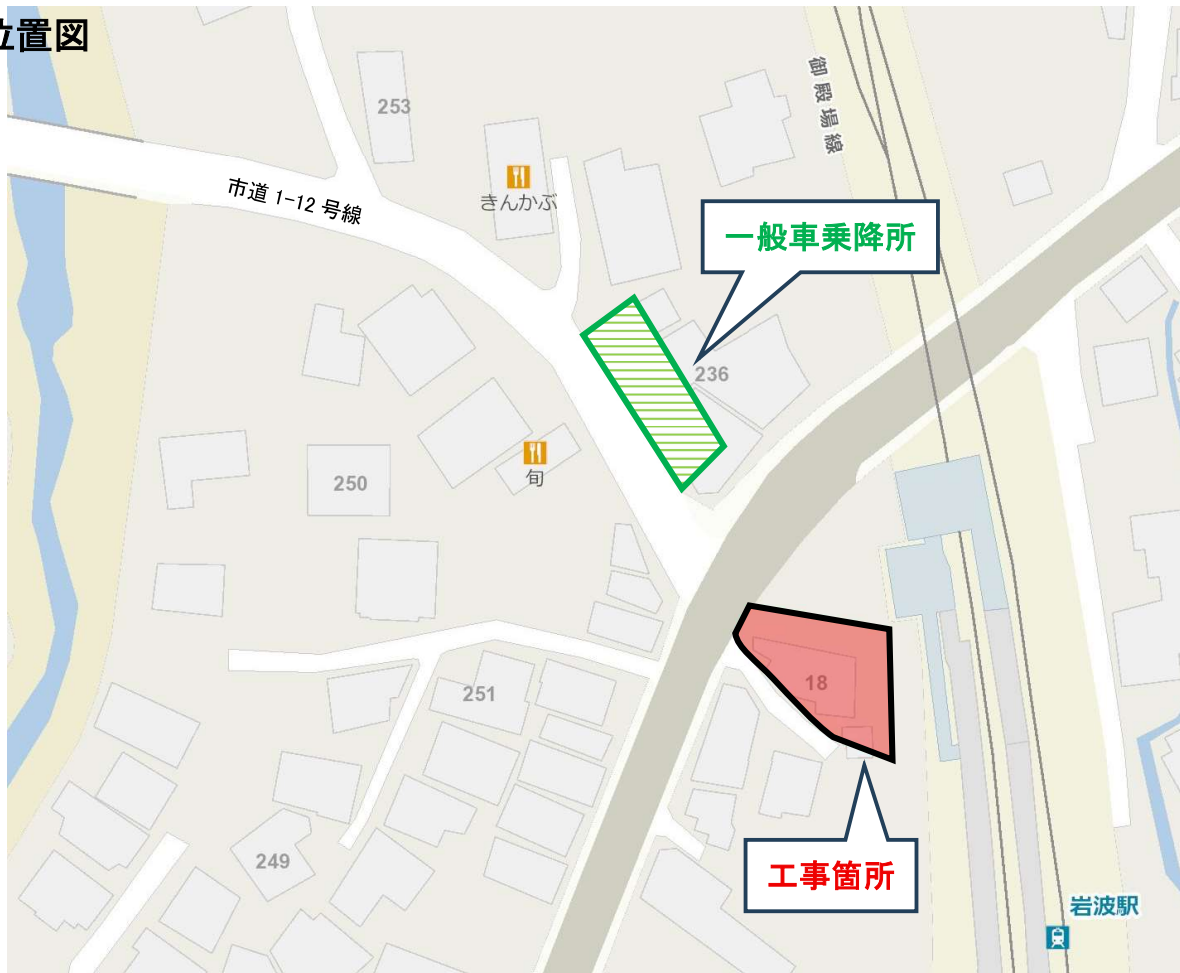 位置図
253
御殿場線
市道 1-12 号線
きんかぶ
一般車乗降所
236
旬
250
18
251
249
工事箇所
岩波駅